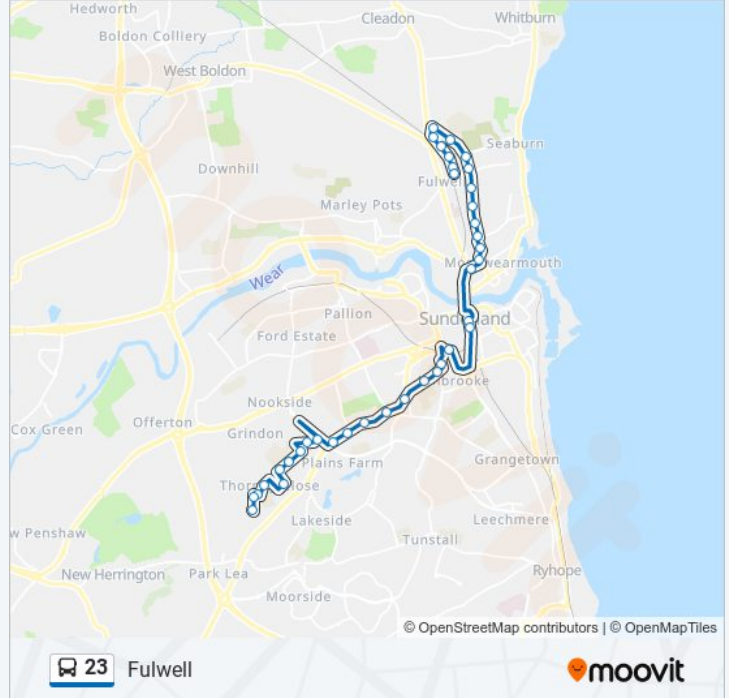 Hedworth
Cleadon
Whitburn
Boldon Colliery
West Boldon
Seaburn
Downhill
Fulwell
Marley Pots
Monkwearmouth
Wear
Pallion
Sunderland
Ford Estate
Nookside
Cox Green
Offerton
Grindon
Plains Farm
Grangetown
Lakeside
Leechmere
w Penshaw
Tunstall
New Herrington
Park Lea
Ryhope
Moorside
© OpenStreetMap contributors | © OpenMapTiles
23 Fulwell
moovit